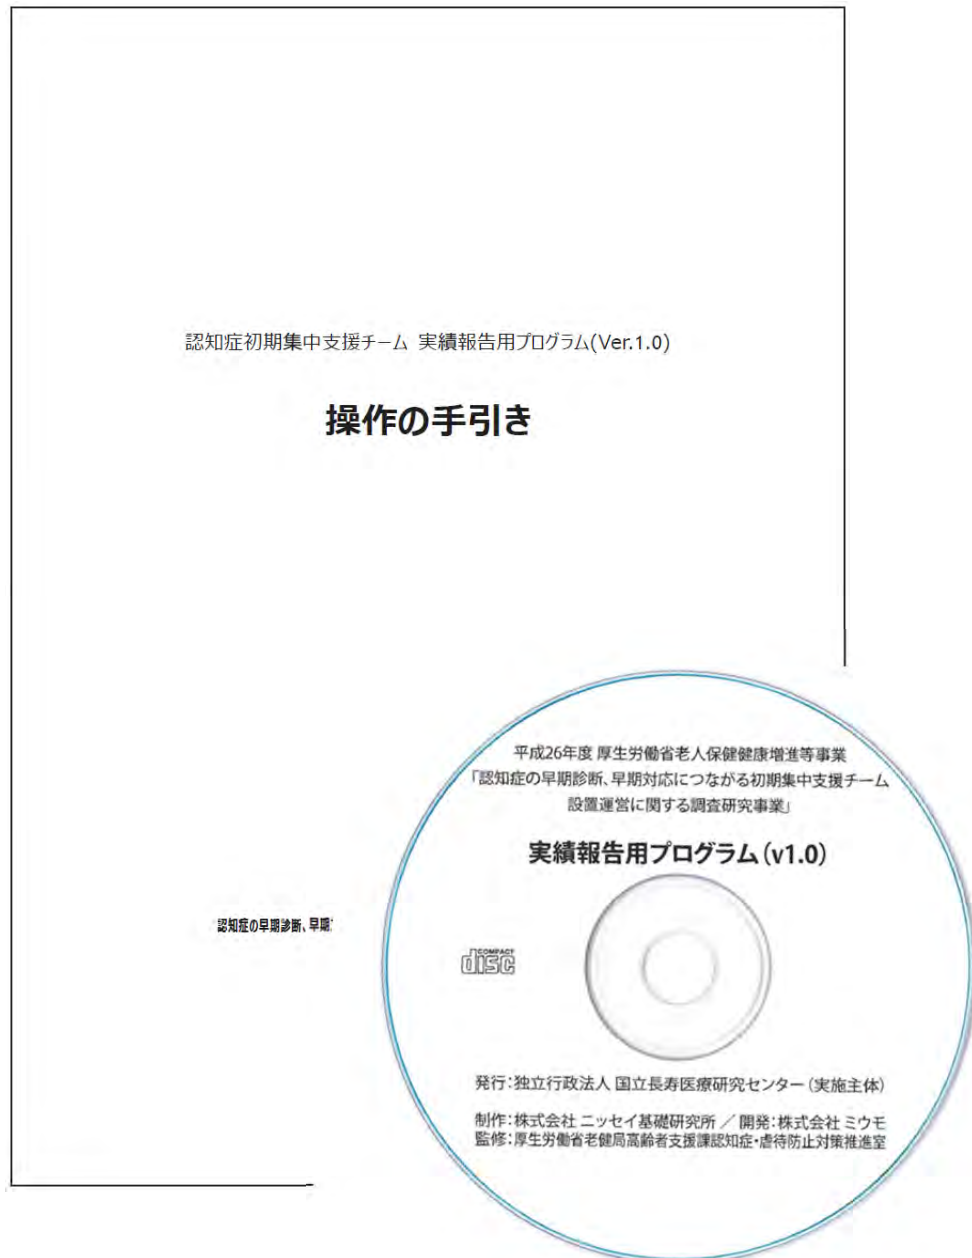 認知症初期集中支援チーム 実績報告用プログラム(Ver.1.0)
操作の手引き
認知症の早期診断、早期
平成26年度 厚生労働省老人保健健康増進等事業
「認知症の早期診断、早期対応につながる初期集中支援チーム
設置運営に関する調査研究事業」
実績報告用プログラム(v1.0)
COMPACT
disc
発行:独立行政法人 国立長寿医療研究センター(実施主体)
制作:株式会社 ニッセイ基礎研究所 / 開発:株式会社 ミウモ
監修:厚生労働省老健局高齢者支援課認知症・虐待防止対策推進室